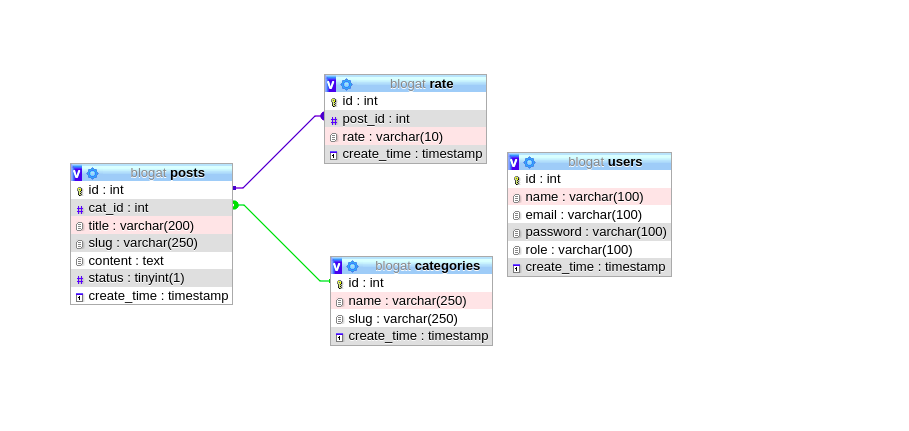 blogat rate
id : int
post_id : int
rate : varchar(10)
create_time : timestamp
blogat posts
id : int
cat_id : int
title : varchar(200)
slug : varchar(250)
content : text
status : tinyint(1)
create_time : timestamp
blogat categories
id : int
name : varchar(250)
slug : varchar(250)
create_time : timestamp
blogat users
id : int
name : varchar(100)
email : varchar(100)
password : varchar(100)
role : varchar(100)
create_time : timestamp